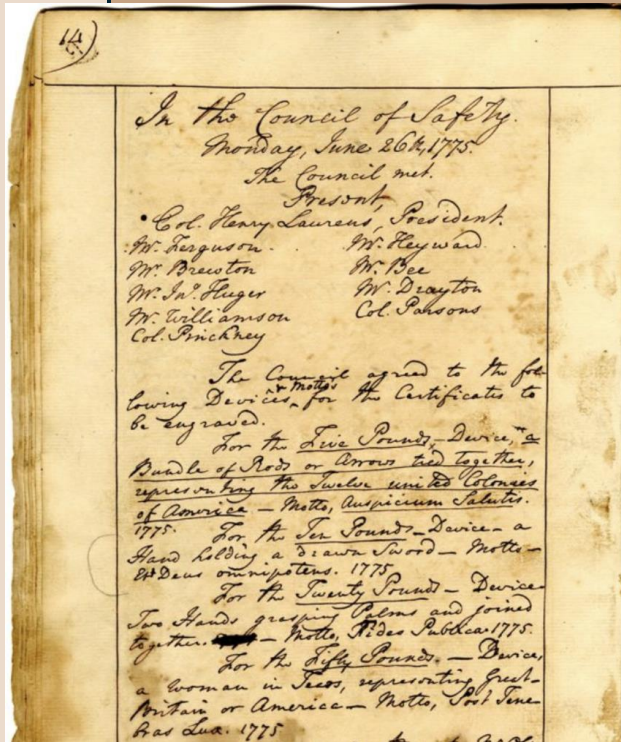 In the Council of Safety.
Monday, June 26th, 1775.
The Council met.
Present,
Col. Henry Laurens, President.
Mr. Ferguson. Mr. Heyward.
Mr. Brewton Mr. Bee
Mr. Jno. Huger Mr. Drayton
Mr. Williamson Col. Parsons
Col. Pinckney
The Council agreed to the fol
lowing Devices & Mottos for the Certificates to
be engraved.
For the Five Pounds,—Device, "a
Bundle of Rods or Arrows tied together,
representing the Twelve united Colonies
of America — Motto, Auspicium Salutis.
1775. For the Ten Pounds — Device — a
Hand holding a drawn Sword — Motto —
Et Deus omnipotens. 1775
For the Twenty Pounds — Device
Two Hands grasping Palms and joined
together. — Motto, Fides Publica 1775.
For the Fifty Pounds. — Device,
a woman in Tears, representing Great-
Britain or America — Motto, Post Tene
bras Lux. 1775